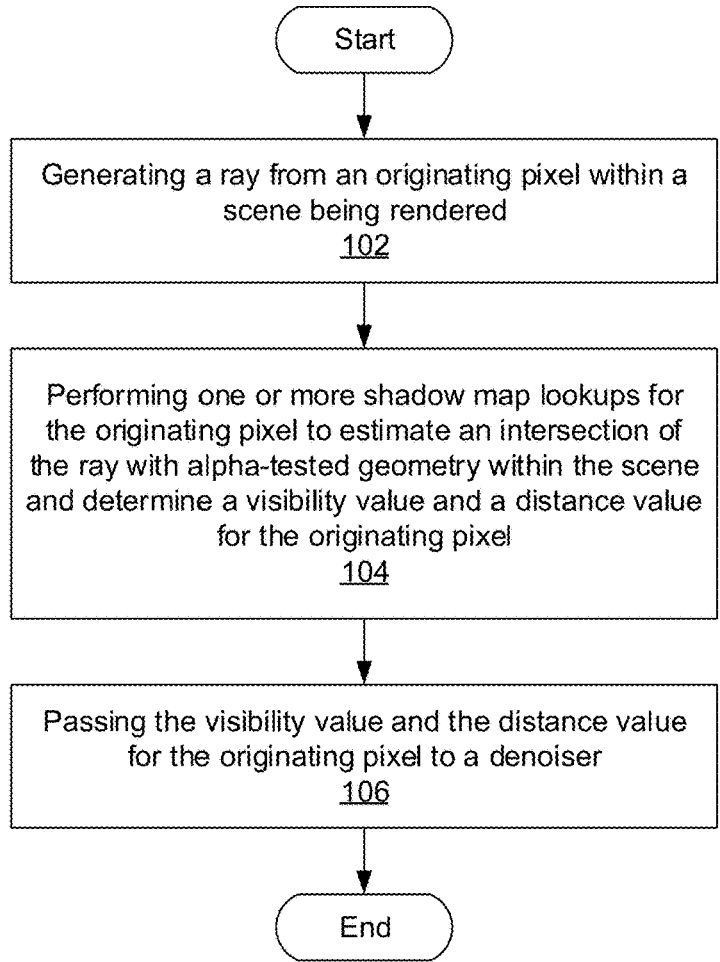 Start
Generating a ray from an originating pixel within a
scene being rendered
102
Performing one or more shadow map lookups for
the originating pixel to estimate an intersection of
the ray with alpha-tested geometry within the scene
and determine a visibility value and a distance value
for the originating pixel
104
Passing the visibility value and the distance value
for the originating pixel to a denoiser
106
End